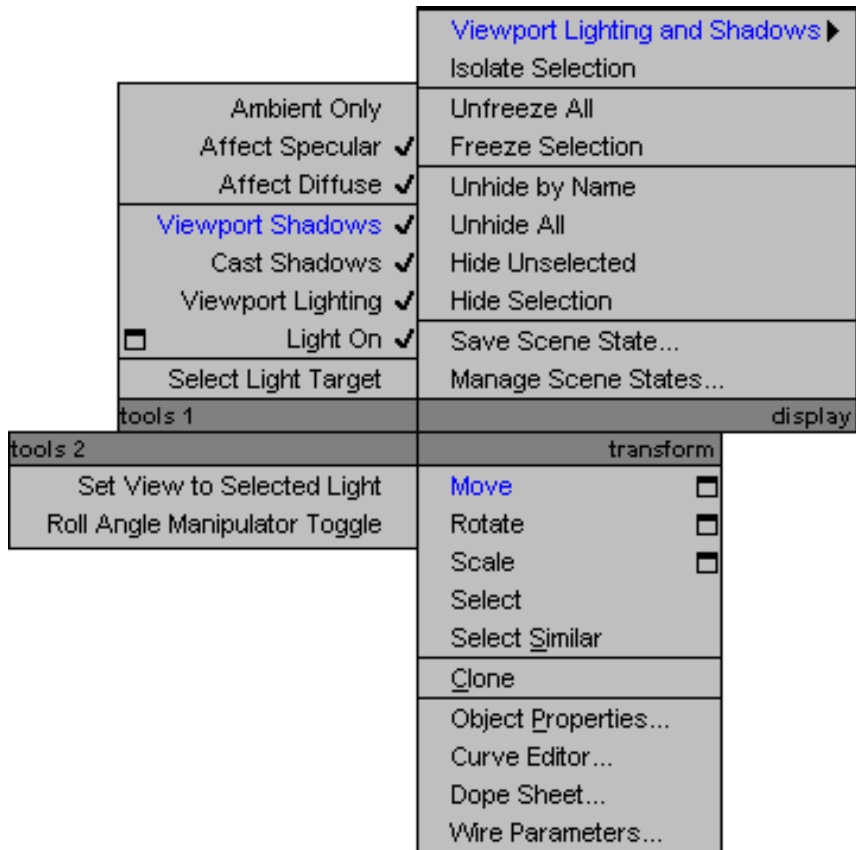 Viewport Lighting and Shadows
Isolate Selection
Unfreeze All
Freeze Selection
Unhide by Name
Unhide All
Hide Unselected
Hide Selection
Save Scene State...
Manage Scene States...
display
Ambient Only
Affect Specular
Affect Diffuse
Viewport Shadows
Cast Shadows
Viewport Lighting
Light On
Select Light Target
tools 1
tools 2
Set View to Selected Light
Roll Angle Manipulator Toggle
transform
Move
Rotate
Scale
Select
Select Similar
Clone
Object Properties...
Curve Editor...
Dope Sheet...
Wire Parameters...